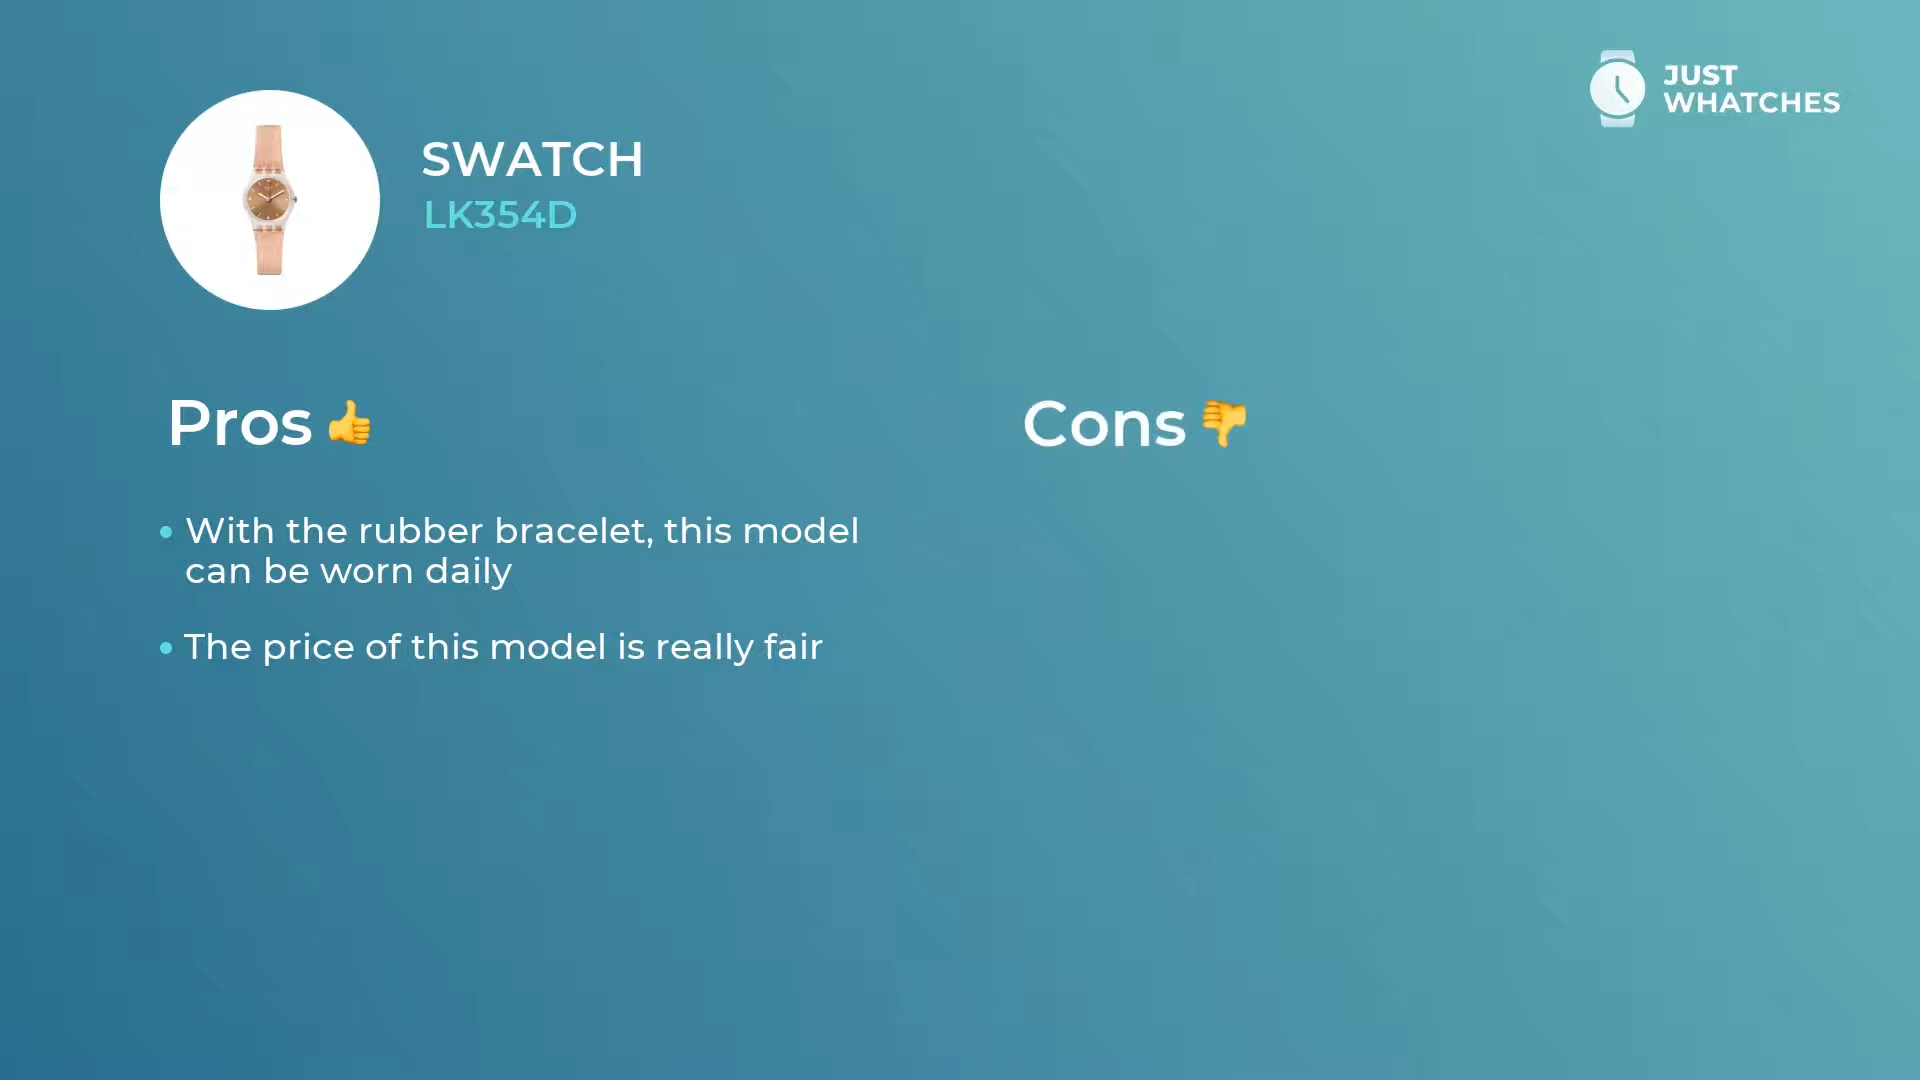 JUST
WHATCHES
SWATCH
LK354D
Pros 👍
Cons 👎
• With the rubber bracelet, this model
can be worn daily
• The price of this model is really fair